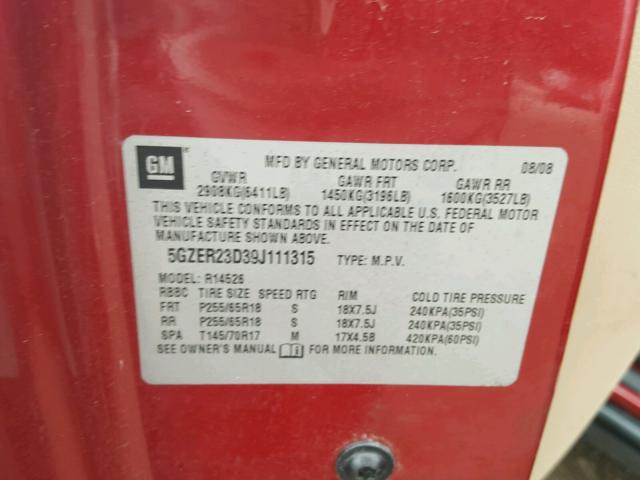 GM MFD BY GENERAL MOTORS CORP. 08/08
GVWR GAWR FRT GAWR RR
2908KG(6411LB) 1450KG(3196LB) 1600KG(3527LB)
THIS VEHICLE CONFORMS TO ALL APPLICABLE U.S. FEDERAL MOTOR
VEHICLE SAFETY STANDARDS IN EFFECT ON THE DATE OF
MANUFACTURE SHOWN ABOVE.
5GZER23D39J111315 TYPE: M.P.V.
MODEL: R14526
RBBC TIRE SIZE SPEED RTG RIM COLD TIRE PRESSURE
FRT P255/65R18 S 18X7.5J 240KPA(35PSI)
RR P255/65R18 S 18X7.5J 240KPA(35PSI)
SPA T145/70R17 M 17X4.5B 420KPA(60PSI)
SEE OWNER'S MANUAL FOR MORE INFORMATION.